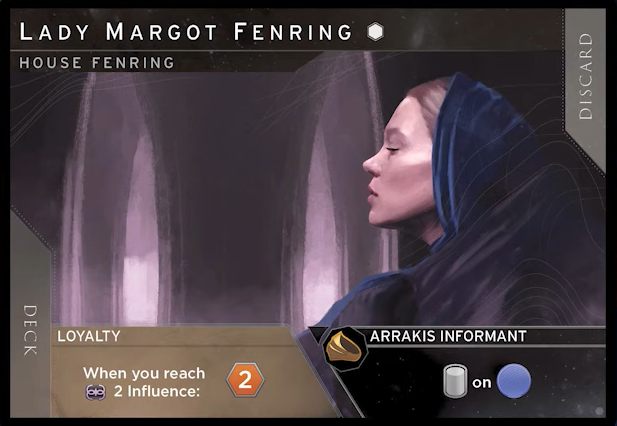 LADY MARGOT FENRING
HOUSE FENRING
DISCARD
DECK
LOYALTY
When you reach
2 Influence:
2
ARRAKIS INFORMANT
on